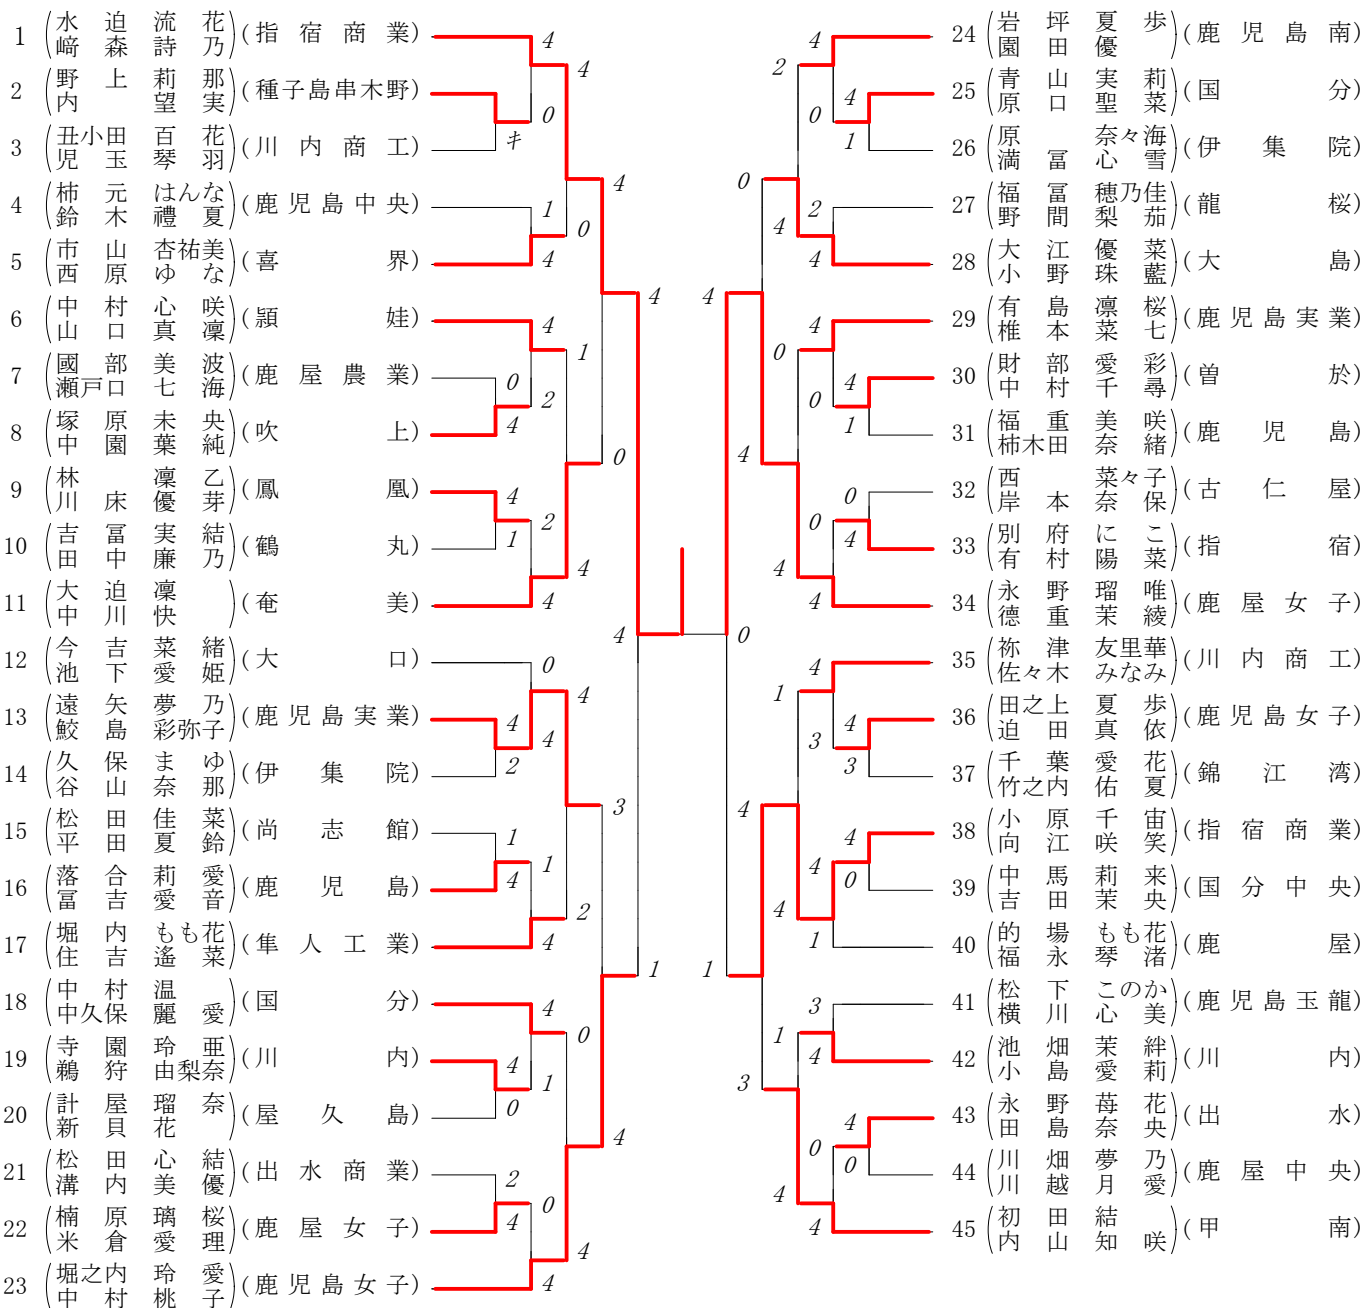 1 水迫流花 﨑森詩乃 (指宿商業)
2 野上莉那 内望実 (種子島串木野)
3 丑小田百花 児玉琴羽 (川内商工)
4 柿元はんな 鈴木禮夏 (鹿児島中央)
5 市山杏祐美 西原ゆな (喜界)
6 中村心咲 山口真凜 (頴娃)
7 國部美波 瀬戸口七海 (鹿屋農業)
8 塚原未央 中園葉純 (吹上)
9 林凜乙 川床優芽 (鳳凰)
10 吉冨実結 田中廉乃 (鶴丸)
11 大迫凜 中川快 (奄美)
12 今吉菜緒 池下愛姫 (大口)
13 遠矢夢乃 鮫島彩弥子 (鹿児島実業)
14 久保まゆ 谷山奈那 (伊集院)
15 松田佳菜 平田夏鈴 (尚志館)
16 落合莉愛 冨吉愛音 (鹿児島)
17 堀内もも花 住吉遙菜 (隼人工業)
18 中村温 中久保麗愛 (国分)
19 寺園玲亜 鵜狩由梨奈 (川内)
20 計屋瑠奈 新貝花 (屋久島)
21 松田心結 溝内美優 (出水商業)
22 楠原璃桜 米倉愛理 (鹿屋女子)
23 堀之内玲愛 中村桃子 (鹿児島女子)
4
4
0
キ
4
1
0
4
4
4
1
0
2
4
0
4
2
1
4
4
4
0
4
4
4
2
3
1
1
4
2
4
1
4
0
4
1
0
4
2
0
4
4
4
24 岩坪夏歩 園田優 (鹿児島南)
25 青山実莉 原口聖菜 (国分)
26 原奈々海 満冨心雪 (伊集院)
27 福冨穂乃佳 野間梨茄 (龍桜)
28 大江優菜 小野珠藍 (大島)
29 有島凛桜 椎本菜七 (鹿児島実業)
30 財部愛彩 中村千尋 (曽於)
31 福重美咲 柿木田奈緒 (鹿児島)
32 西菜々子 岸本奈保 (古仁屋)
33 別府にこ 有村陽菜 (指宿)
34 永野瑠唯 德重茉綾 (鹿屋女子)
35 祢津友里華 佐々木みなみ (川内商工)
36 田之上夏歩 迫田真依 (鹿児島女子)
37 千葉愛花 竹之内佑夏 (錦江湾)
38 小原千宙 向江咲笑 (指宿商業)
39 中馬莉来 吉田茉央 (国分中央)
40 的場もも花 福永琴渚 (鹿屋)
41 松下このか 横川心美 (鹿児島玉龍)
42 池畑茉絆 小島愛莉 (川内)
43 永野苺花 田島奈央 (出水)
44 川畑夢乃 川越月愛 (鹿屋中央)
45 初田結 内山知咲 (甲南)
4
2
4
0
1
0
2
4
4
4
4
0
4
0
1
4
0
0
4
4
4
0
4
1
4
3
3
4
4
4
0
4
1
1
3
1
4
3
4
0
0
4
4